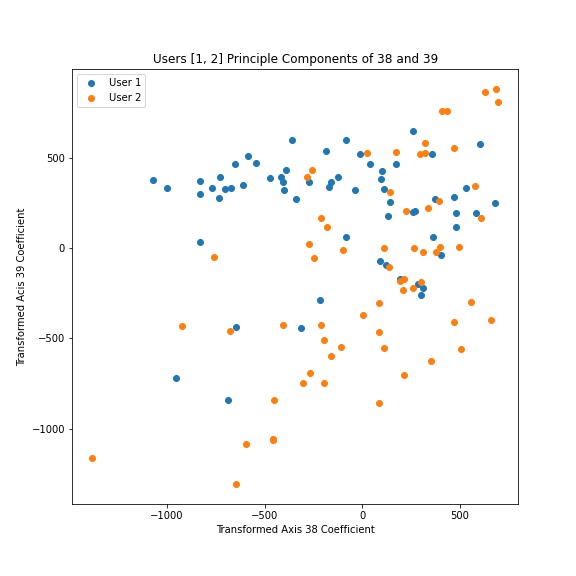 Users [1, 2] Principle Components of 38 and 39
User 1
User 2
Transformed Acis 39 Coefficient
500
0
−500
−1000
−1000
−500
0
500
Transformed Axis 38 Coefficient